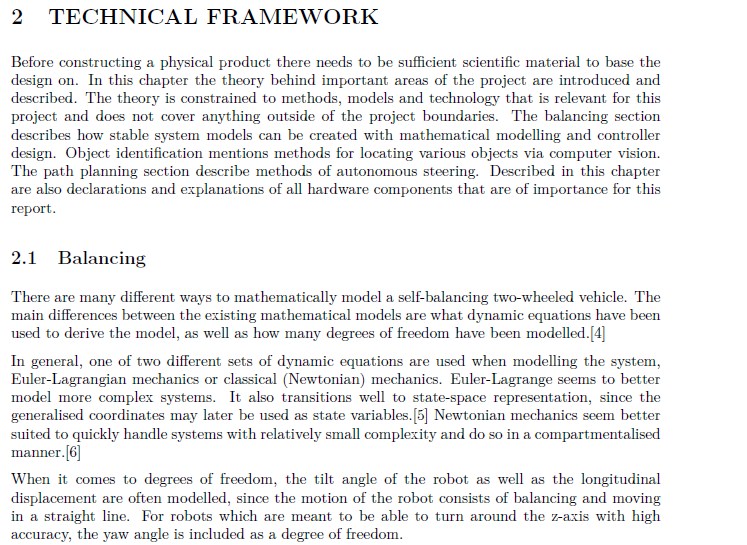 2 TECHNICAL FRAMEWORK
Before constructing a physical product there needs to be sufficient scientific material to base the
design on. In this chapter the theory behind important areas of the project are introduced and
described. The theory is constrained to methods, models and technology that is relevant for this
project and does not cover anything outside of the project boundaries. The balancing section
describes how stable system models can be created with mathematical modelling and controller
design. Object identification mentions methods for locating various objects via computer vision.
The path planning section describe methods of autonomous steering. Described in this chapter
are also declarations and explanations of all hardware components that are of importance for this
report.
2.1 Balancing
There are many different ways to mathematically model a self-balancing two-wheeled vehicle. The
main differences between the existing mathematical models are what dynamic equations have been
used to derive the model, as well as how many degrees of freedom have been modelled.[4]
In general, one of two different sets of dynamic equations are used when modelling the system,
Euler-Lagrangian mechanics or classical (Newtonian) mechanics. Euler-Lagrange seems to better
model more complex systems. It also transitions well to state-space representation, since the
generalised coordinates may later be used as state variables.[5] Newtonian mechanics seem better
suited to quickly handle systems with relatively small complexity and do so in a compartmentalised
manner.[6]
When it comes to degrees of freedom, the tilt angle of the robot as well as the longitudinal
displacement are often modelled, since the motion of the robot consists of balancing and moving
in a straight line. For robots which are meant to be able to turn around the z-axis with high
accuracy, the yaw angle is included as a degree of freedom.